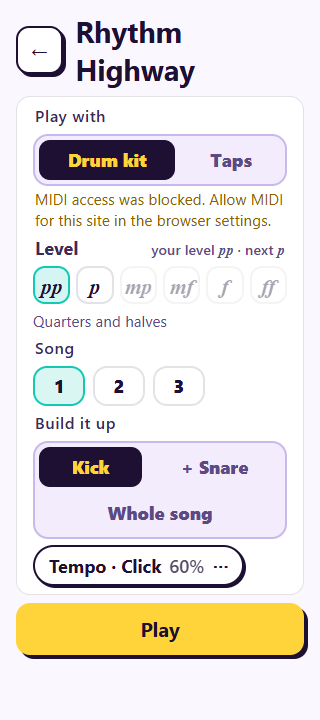 ←
Rhythm
Highway
Play with
Drum kit
Taps
MIDI access was blocked. Allow MIDI
for this site in the browser settings.
Level
your level pp · next p
pp p mp mf f ff
Quarters and halves
Song
1 2 3
Build it up
Kick
+ Snare
Whole song
Tempo · Click 60% ···
Play